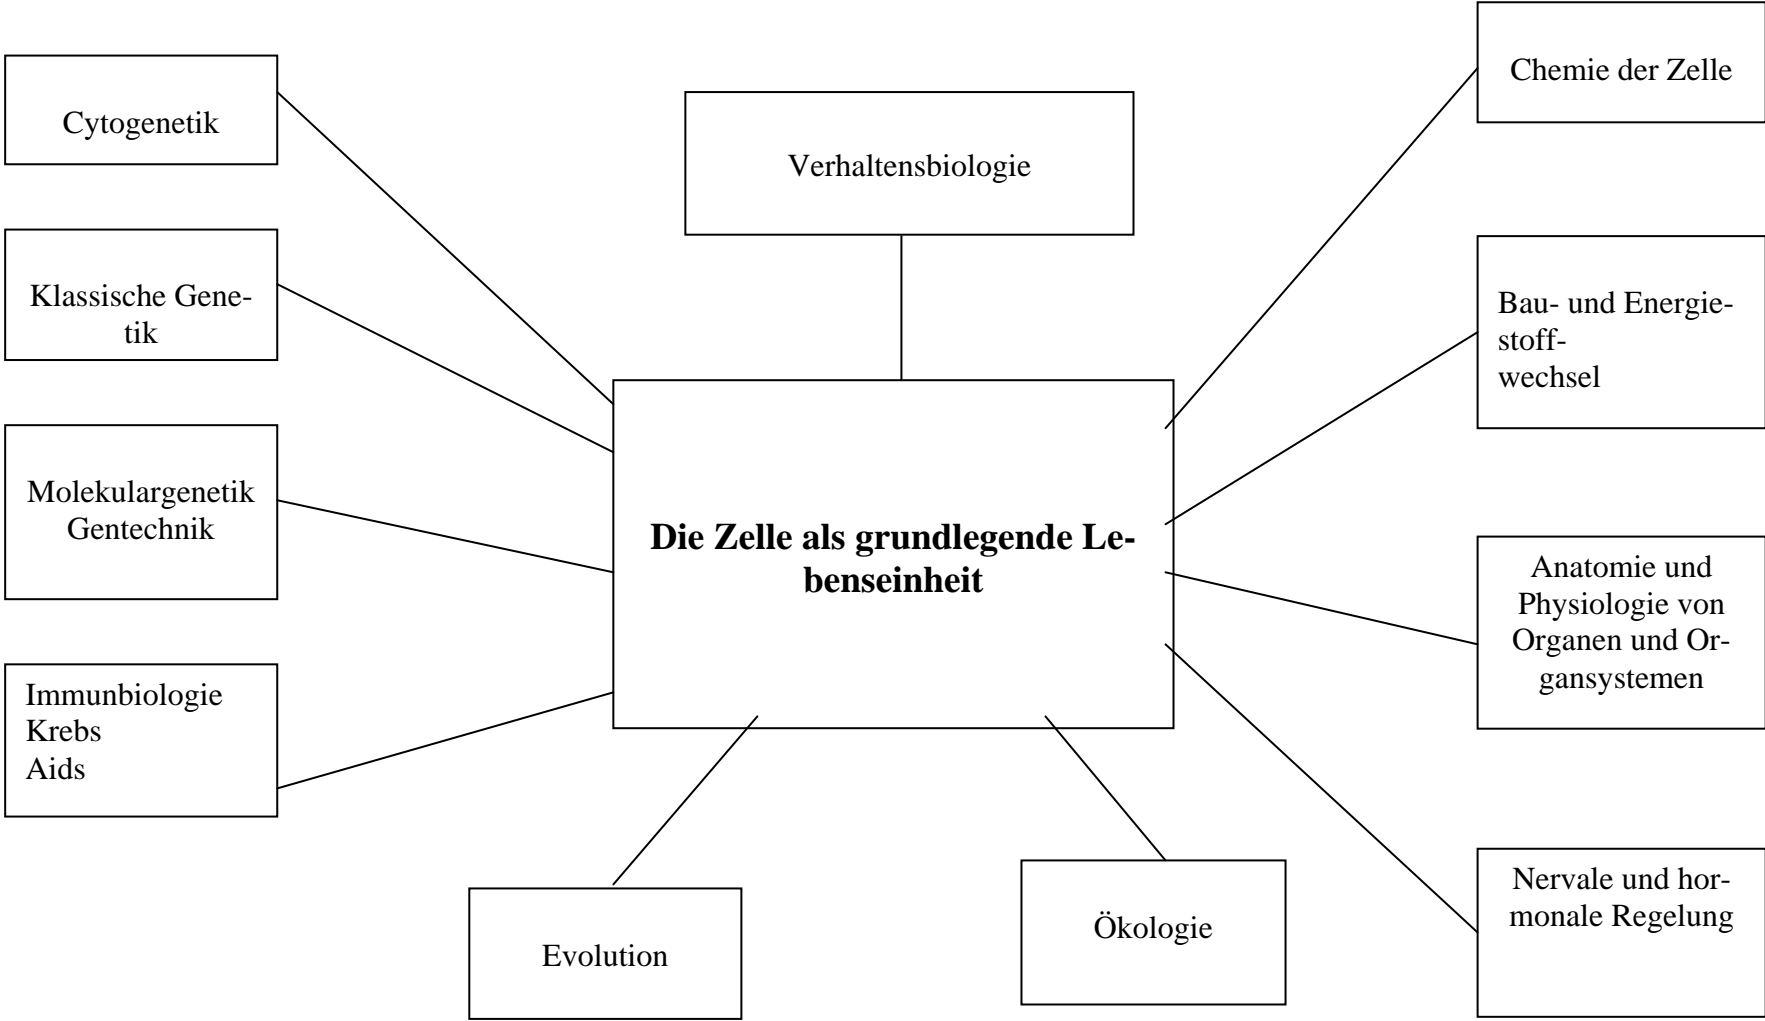 Chemie der Zelle
Cytogenetik
Verhaltensbiologie
Klassische Gene-
tik
Bau- und Energie-
stoff-
wechsel
Molekulargenetik
Gentechnik
Die Zelle als grundlegende Le-
benseinheit
Anatomie und
Physiologie von
Organen und Or-
gansystemen
Immunbiologie
Krebs
Aids
Nervale und hor-
monale Regelung
Evolution
Ökologie